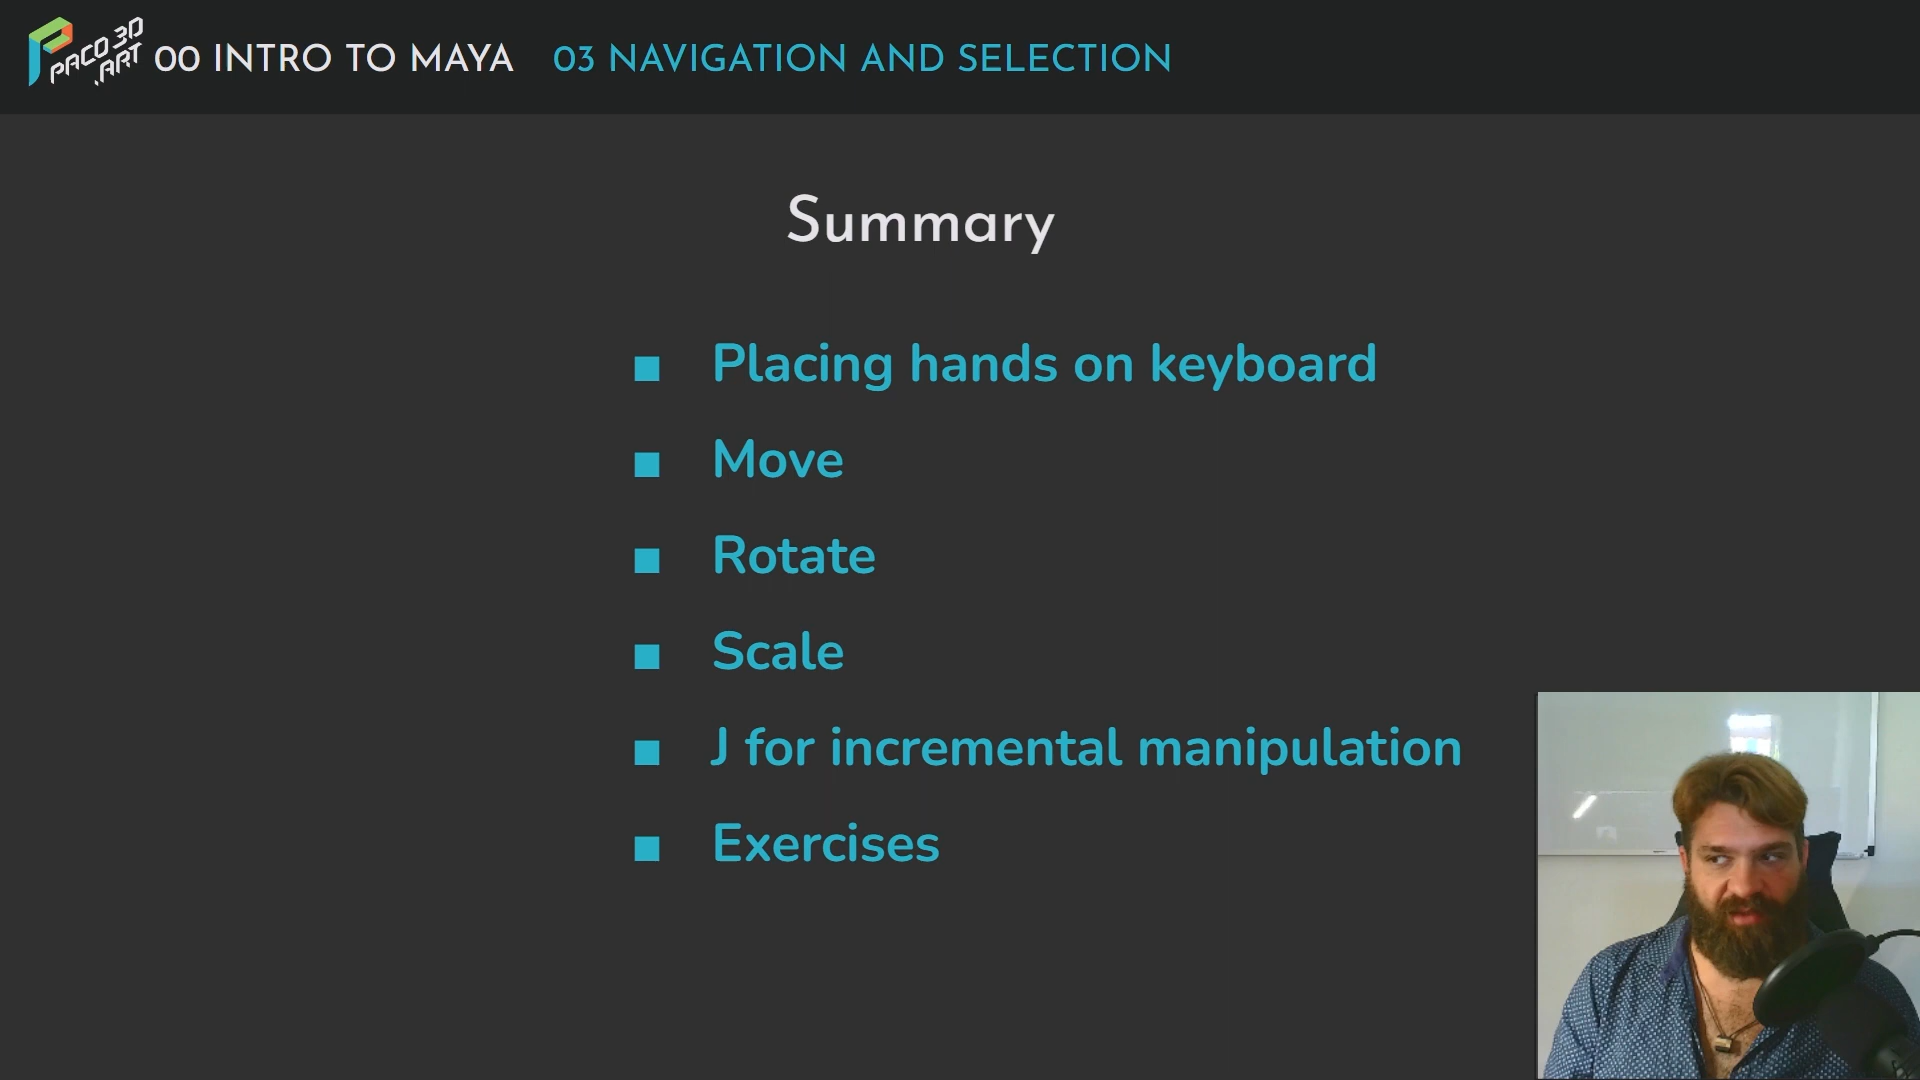 PACO 3D
.ART
00 INTRO TO MAYA 03 NAVIGATION AND SELECTION
Summary
Placing hands on keyboard
Move
Rotate
Scale
J for incremental manipulation
Exercises